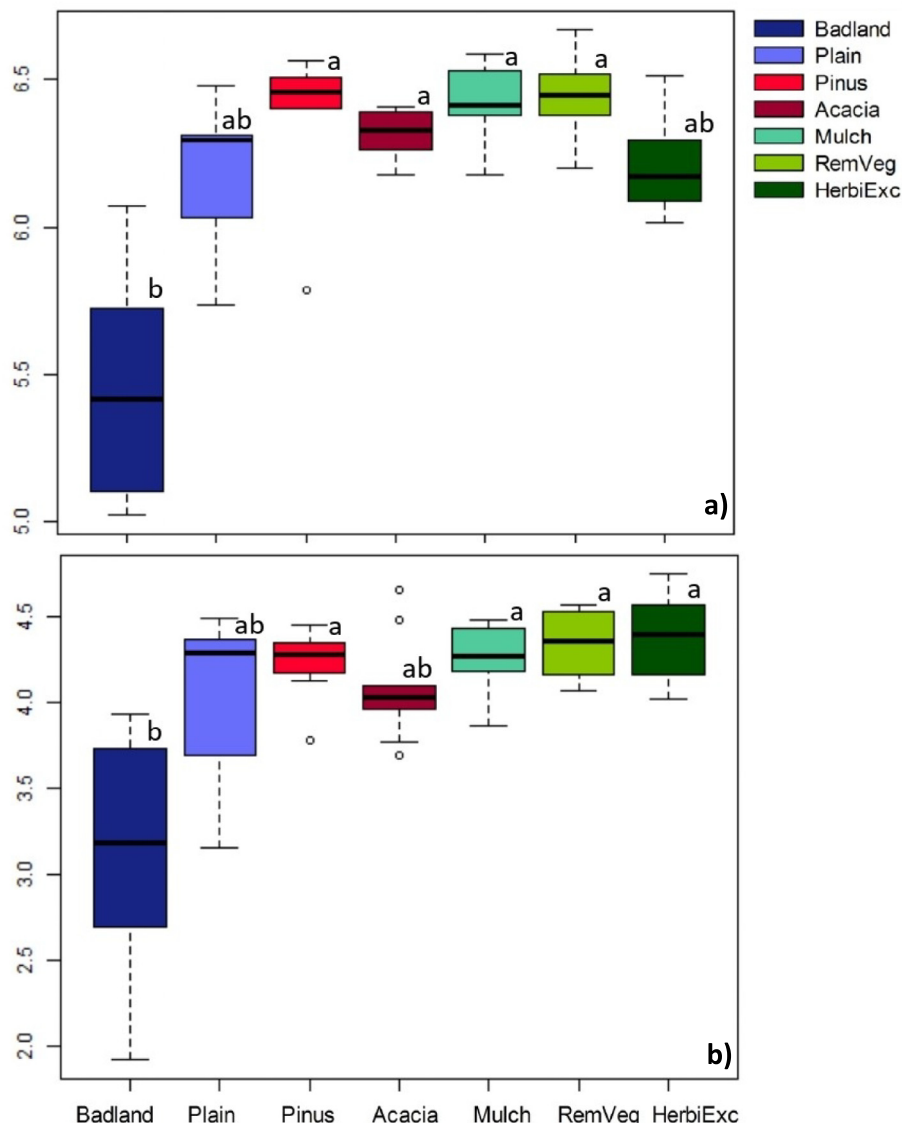 Badland
Plain
Pinus
Acacia
Mulch
RemVeg
HerbiExc
6.5
6.0
5.5
5.0
b
ab
a
a
a
a
ab
a)
4.5
4.0
3.5
3.0
2.5
2.0
b
ab
a
ab
a
a
a
b)
Badland Plain Pinus Acacia Mulch RemVeg HerbiExc